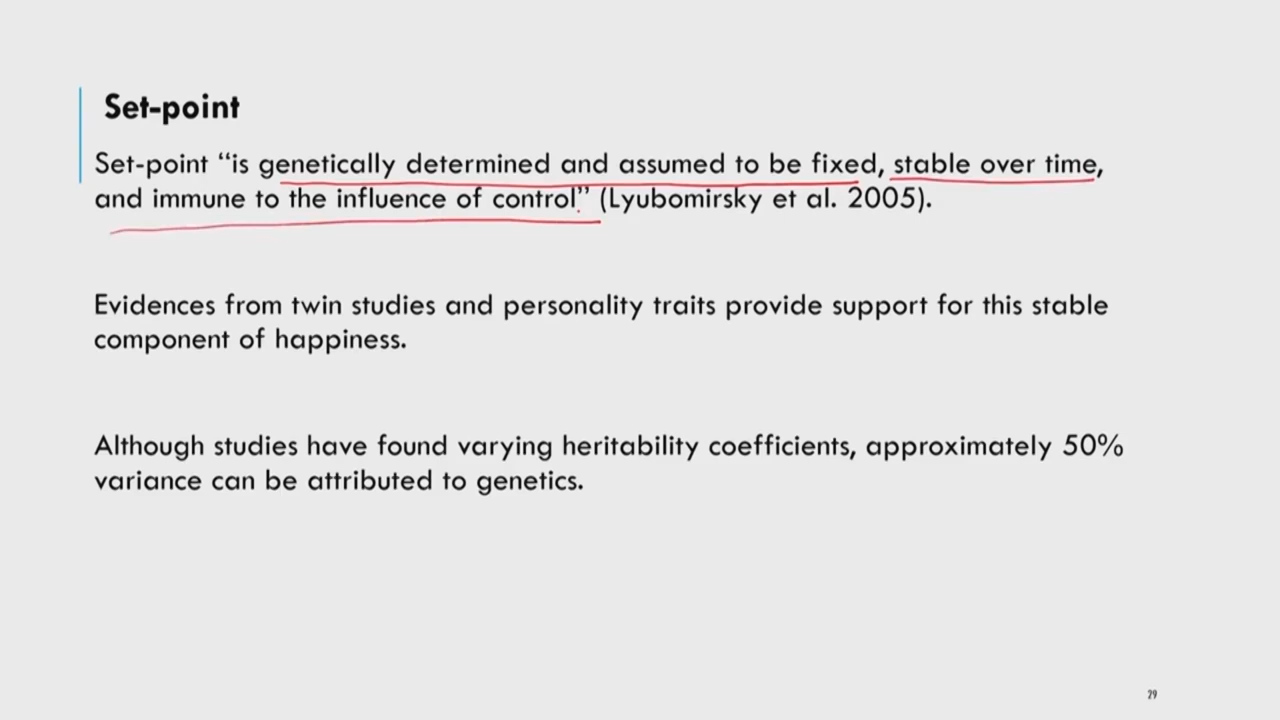 Set-point
Set-point “is genetically determined and assumed to be fixed, stable over time,
and immune to the influence of control” (Lyubomirsky et al. 2005).
Evidences from twin studies and personality traits provide support for this stable
component of happiness.
Although studies have found varying heritability coefficients, approximately 50%
variance can be attributed to genetics.
29